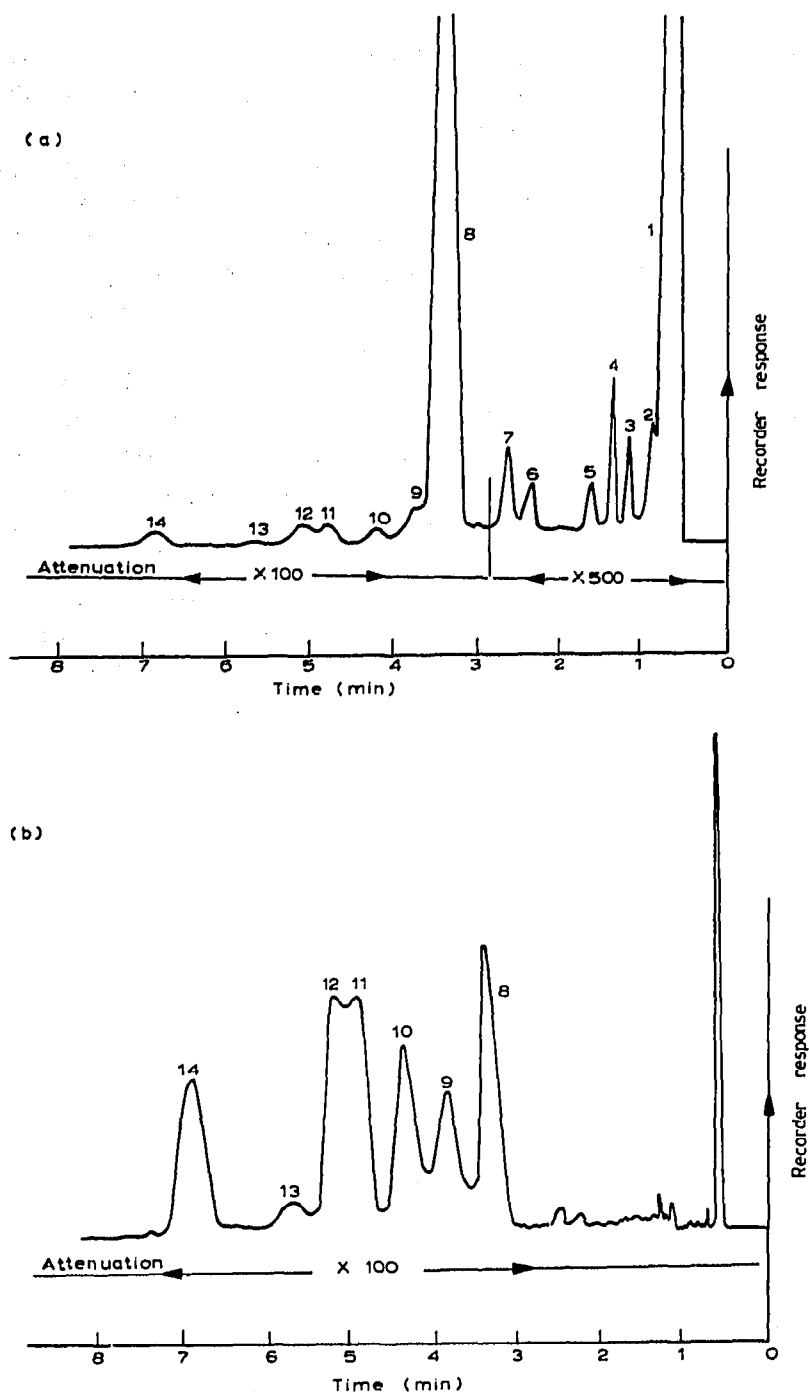 (a)
8
1
4
7
2
3
6
5
9
12 11
10
14
13
Recorder response
Attenuation X 100 X 500
8 7 6 5 4 3 2 1 0
Time (min)
(b)
12 11
8
10
14
9
13
Recorder response
Attenuation X 100
8 7 6 5 4 3 2 1 0
Time (min)